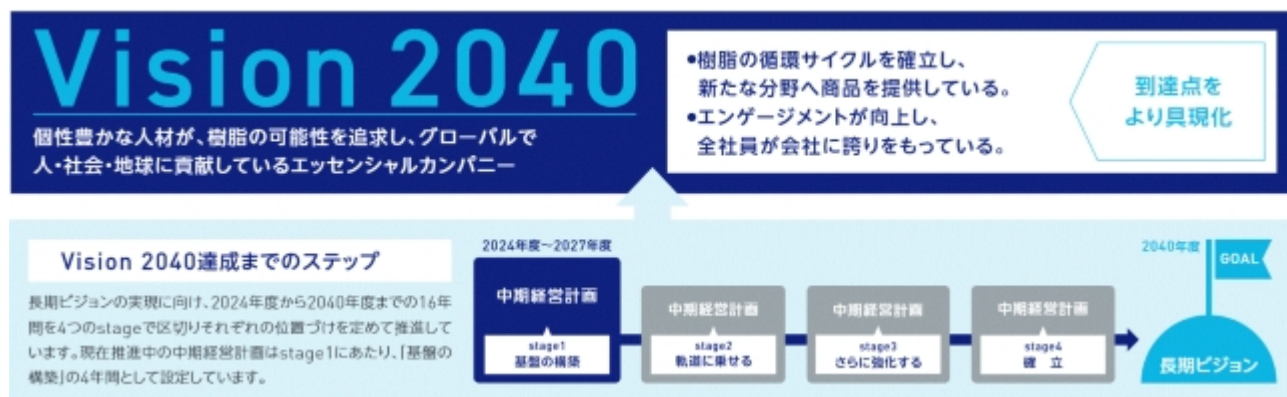 Vision 2040
個性豊かな人材が、樹脂の可能性を追求し、グローバルで
人・社会・地球に貢献しているエッセンシャルカンパニー
●樹脂の循環サイクルを確立し、
新たな分野へ商品を提供している。
●エンゲージメントが向上し、
全社員が会社に誇りをもっている。
到達点を
より具現化
Vision 2040達成までのステップ
長期ビジョンの実現に向け、2024年度から2040年度までの16年
間を4つのstageで区切りそれぞれの位置づけを定めて推進して
います。現在推進中の中期経営計画はstage1にあたり、「基盤の
構築」の4年間として設定しています。
2024年度〜2027年度
中期経営計画
stage1
基盤の構築
中期経営計画
stage2
軌道に乗せる
中期経営計画
stage3
さらに強化する
中期経営計画
stage4
確 立
2040年度
GOAL
長期ビジョン